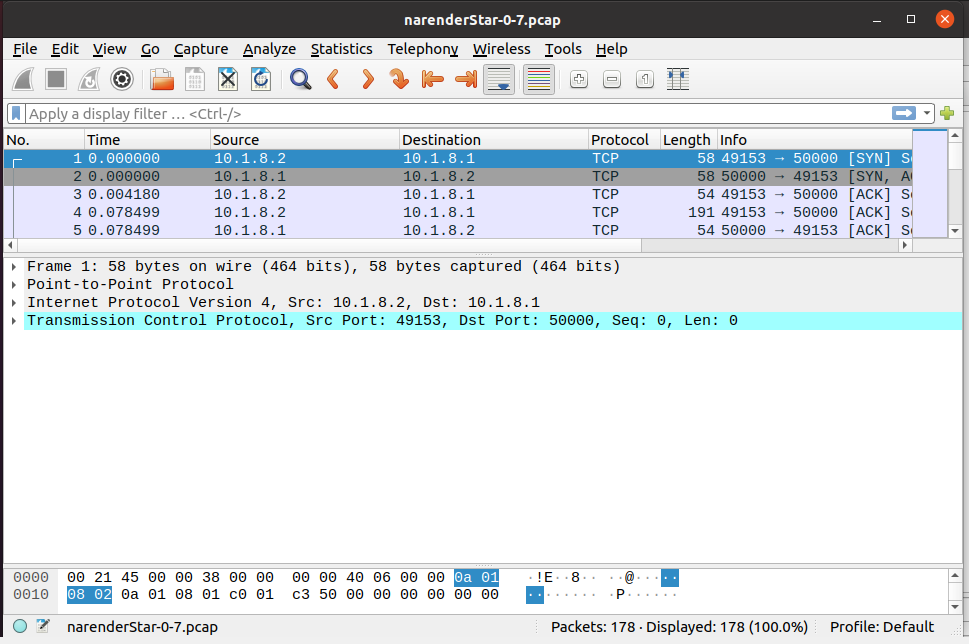 narenderStar-0-7.pcap
File Edit View Go Capture Analyze Statistics Telephony Wireless Tools Help
Apply a display filter … <Ctrl-/>
No. Time Source Destination Protocol Length Info
1 0.000000 10.1.8.2 10.1.8.1 TCP 58 49153 → 50000 [SYN]
2 0.000000 10.1.8.1 10.1.8.2 TCP 58 50000 → 49153 [SYN,
3 0.004180 10.1.8.2 10.1.8.1 TCP 54 49153 → 50000 [ACK]
4 0.078499 10.1.8.2 10.1.8.1 TCP 191 49153 → 50000 [ACK]
5 0.078499 10.1.8.1 10.1.8.2 TCP 54 50000 → 49153 [ACK]
Frame 1: 58 bytes on wire (464 bits), 58 bytes captured (464 bits)
Point-to-Point Protocol
Internet Protocol Version 4, Src: 10.1.8.2, Dst: 10.1.8.1
Transmission Control Protocol, Src Port: 49153, Dst Port: 50000, Seq: 0, Len: 0
0000 00 21 45 00 00 38 00 00 00 00 40 06 00 00 0a 01 ·!E··8·· ··@·····
0010 08 02 0a 01 08 01 c0 01 c3 50 00 00 00 00 00 00 ········ ·P······
narenderStar-0-7.pcap Packets: 178 · Displayed: 178 (100.0%) Profile: Default